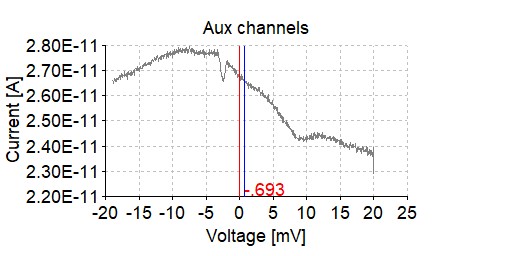 Aux channels
2.80E-11
2.70E-11
2.60E-11
2.50E-11
2.40E-11
2.30E-11
2.20E-11
Current [A]
-.693
-20 -15 -10 -5 0 5 10 15 20 25
Voltage [mV]